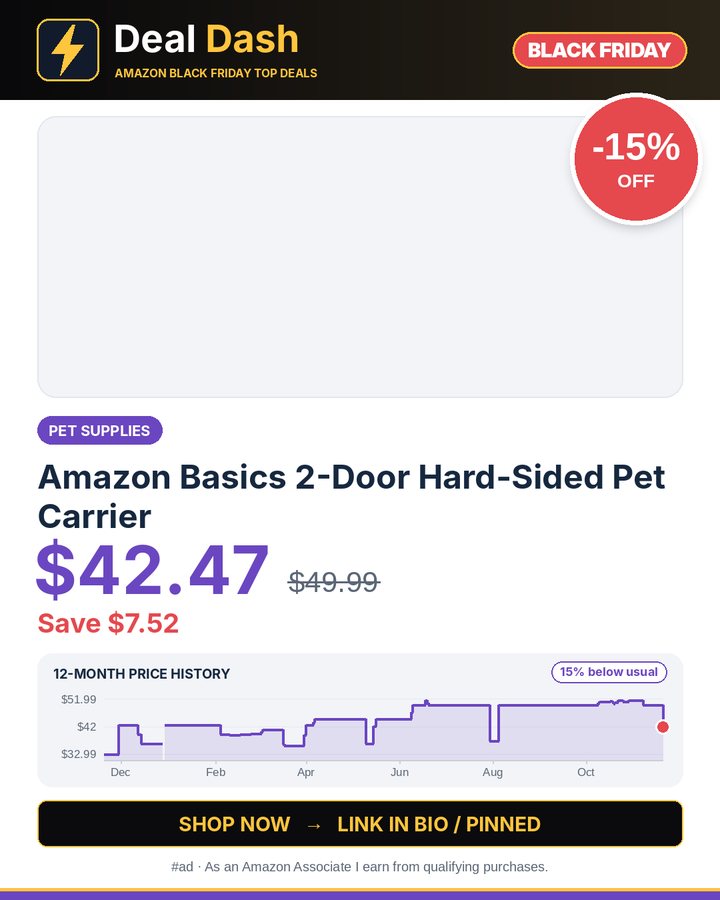 Deal Dash
AMAZON BLACK FRIDAY TOP DEALS
BLACK FRIDAY
-15%
OFF
PET SUPPLIES
Amazon Basics 2-Door Hard-Sided Pet
Carrier
$42.47 $49.99
Save $7.52
12-MONTH PRICE HISTORY
15% below usual
$51.99
$42
$32.99
Dec Feb Apr Jun Aug Oct
SHOP NOW → LINK IN BIO / PINNED
#ad · As an Amazon Associate I earn from qualifying purchases.